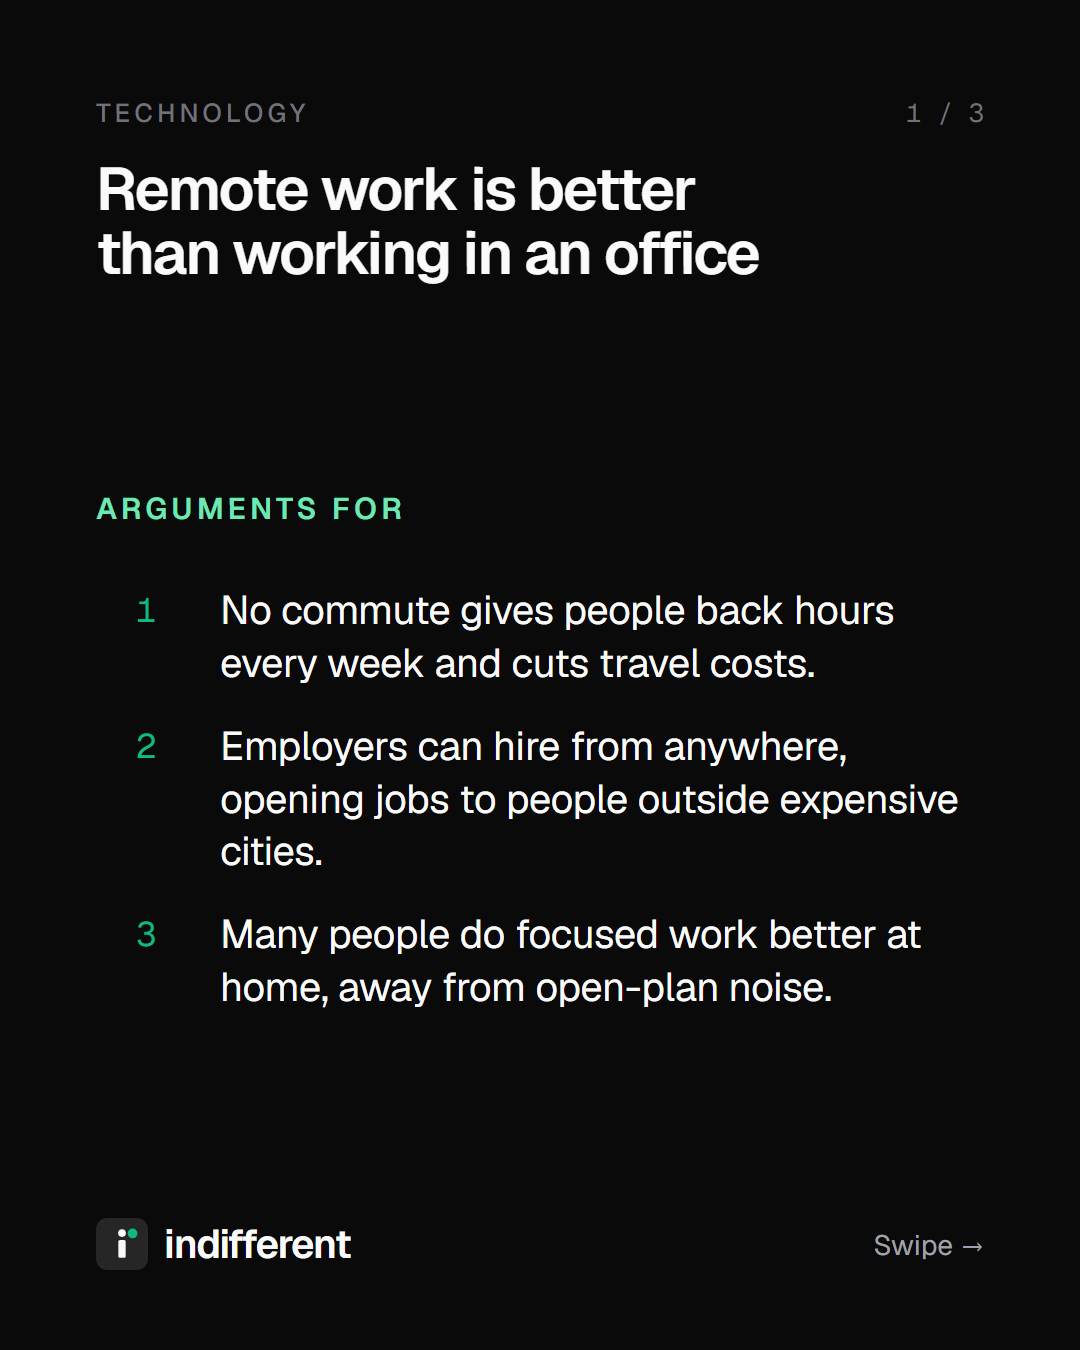 TECHNOLOGY
1 / 3
Remote work is better
than working in an office
ARGUMENTS FOR
1
No commute gives people back hours
every week and cuts travel costs.
2
Employers can hire from anywhere,
opening jobs to people outside expensive
cities.
3
Many people do focused work better at
home, away from open-plan noise.
indifferent
Swipe →